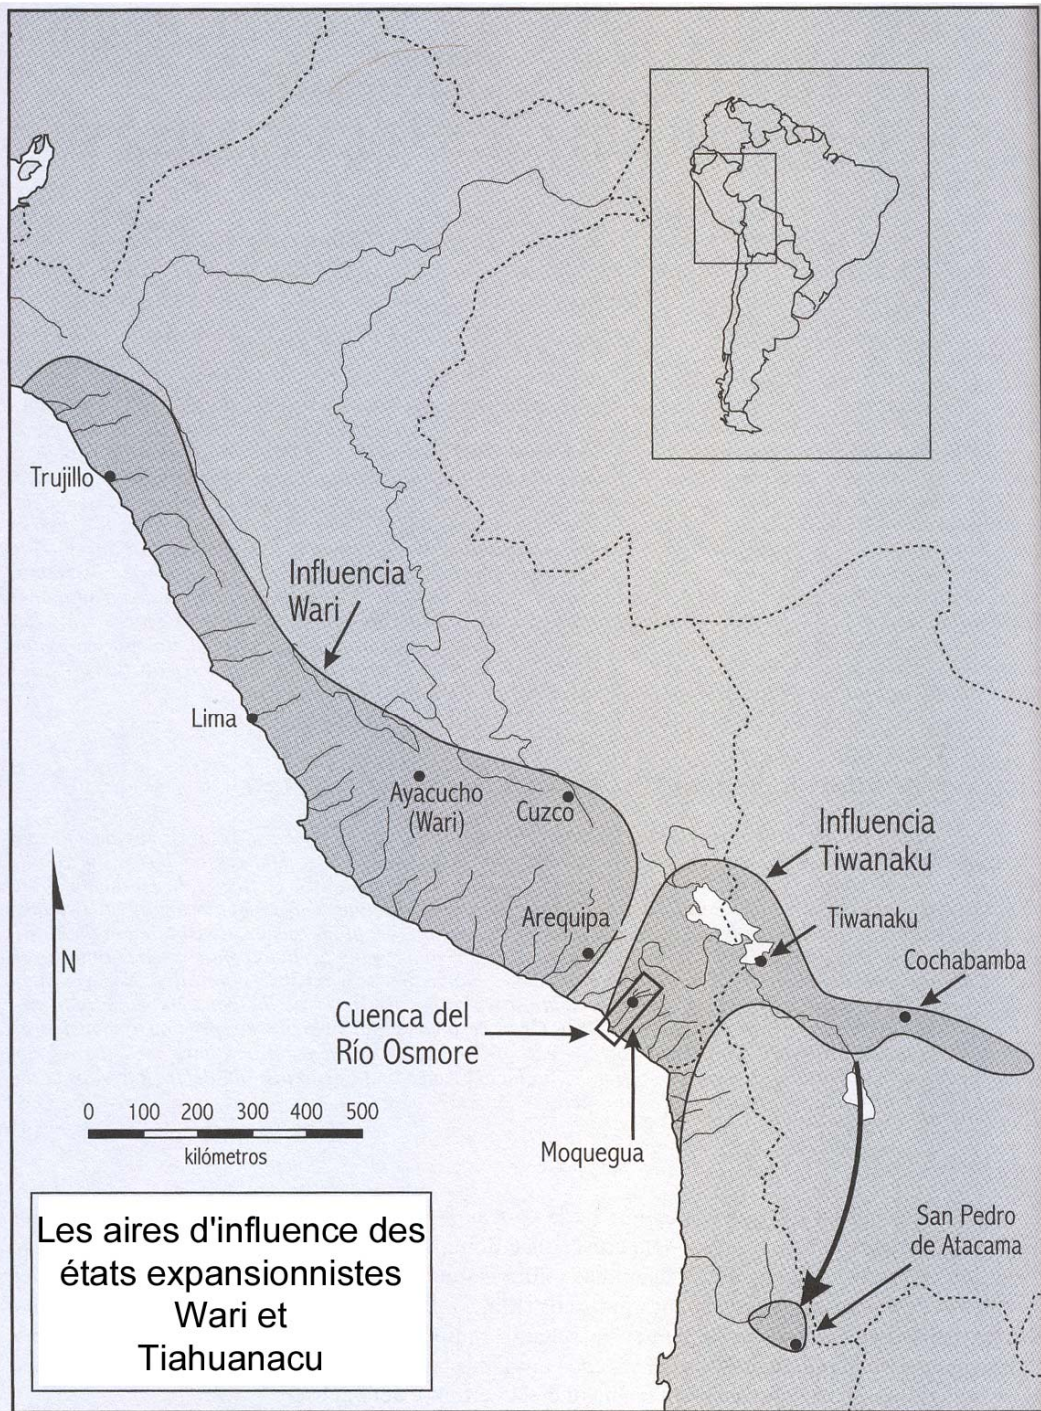 Trujillo
Influencia
Wari
Lima
Ayacucho
(Wari)
Cuzco
Influencia
Tiwanaku
Arequipa
Tiwanaku
Cochabamba
N
Cuenca del
Río Osmore
0 100 200 300 400 500
kilómetros
Moquegua
San Pedro
de Atacama
Les aires d'influence des
états expansionnistes
Wari et
Tiahuanacu